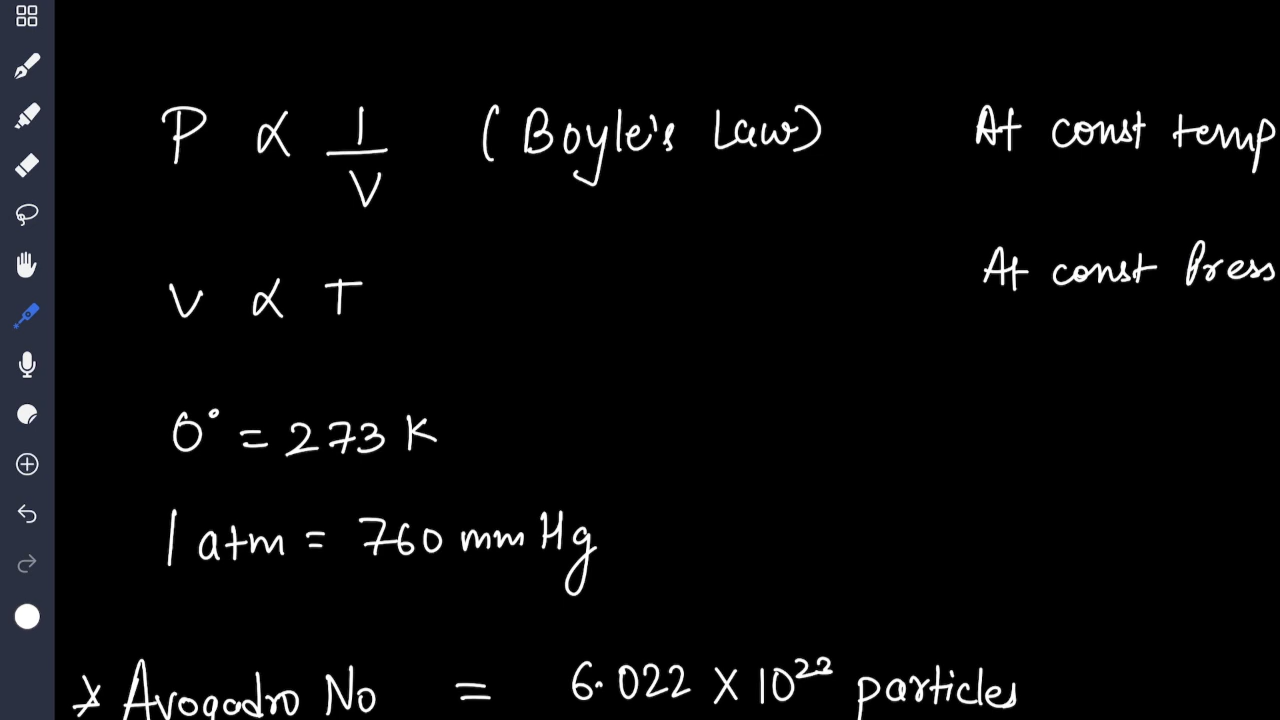 P ∝ 1/V (Boyle's Law) At const temp
At const Press
V ∝ T
0° = 273 K
1 atm = 760 mm Hg
* Avogadro No = 6.022 × 10²³ particles